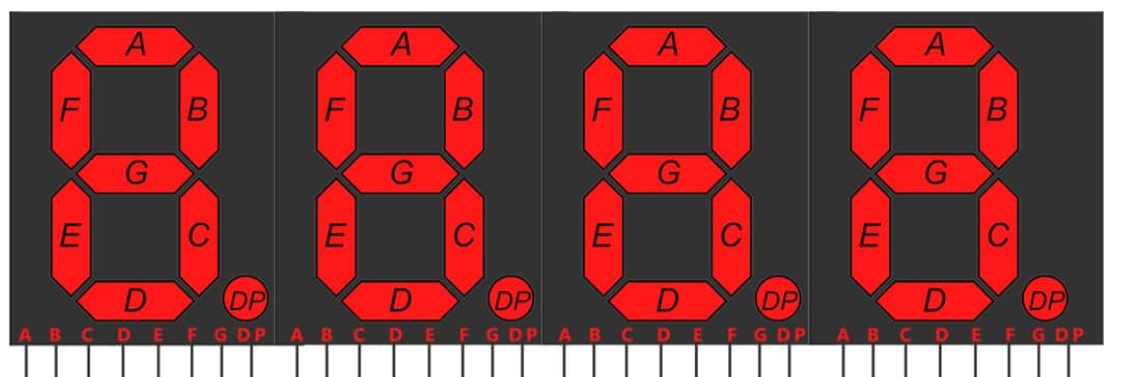 A A A A
F B F B F B F B
G G G G
E C E C E C E C
D DP D DP D DP D DP
A B C D E F G DP A B C D E F G DP A B C D E F G DP A B C D E F G DP